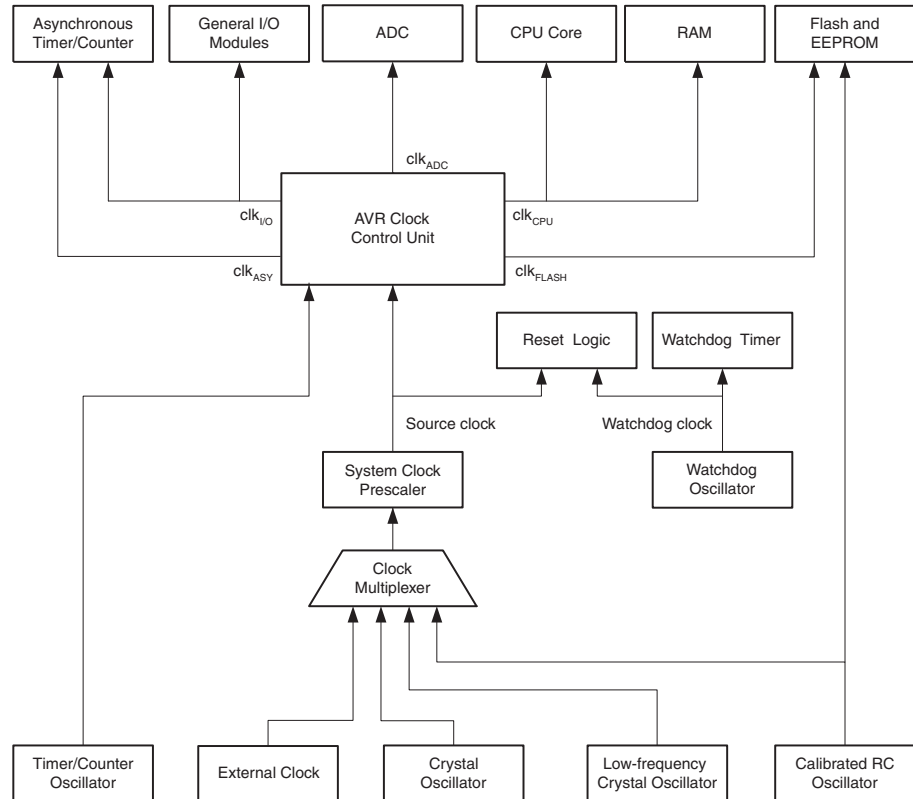 Asynchronous
Timer/Counter
General I/O
Modules
ADC
CPU Core
RAM
Flash and
EEPROM
clkADC
clkI/O
AVR Clock
Control Unit
clkCPU
clkASY
clkFLASH
Reset Logic
Watchdog Timer
Source clock
Watchdog clock
System Clock
Prescaler
Watchdog
Oscillator
Clock
Multiplexer
Timer/Counter
Oscillator
External Clock
Crystal
Oscillator
Low-frequency
Crystal Oscillator
Calibrated RC
Oscillator